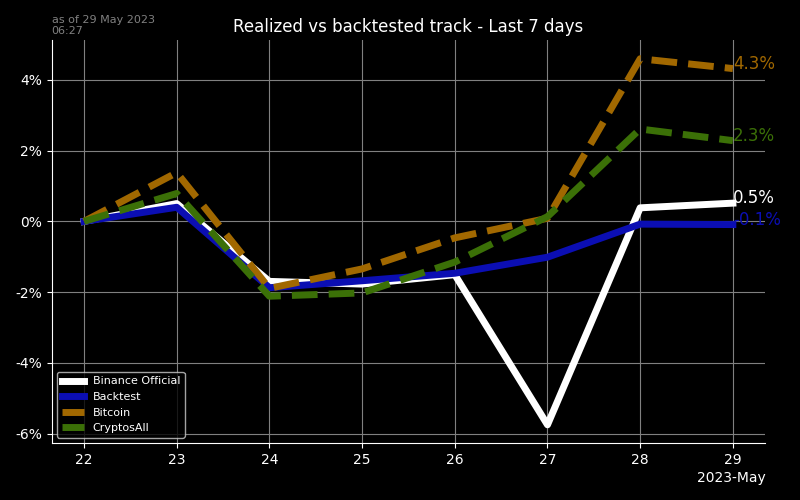 as of 29 May 2023
06:27
Realized vs backtested track - Last 7 days
4%
2%
0%
-2%
-4%
-6%
4.3%
2.3%
0.5%
-0.1%
Binance Official
Backtest
Bitcoin
CryptosAll
22 23 24 25 26 27 28 29
2023-May